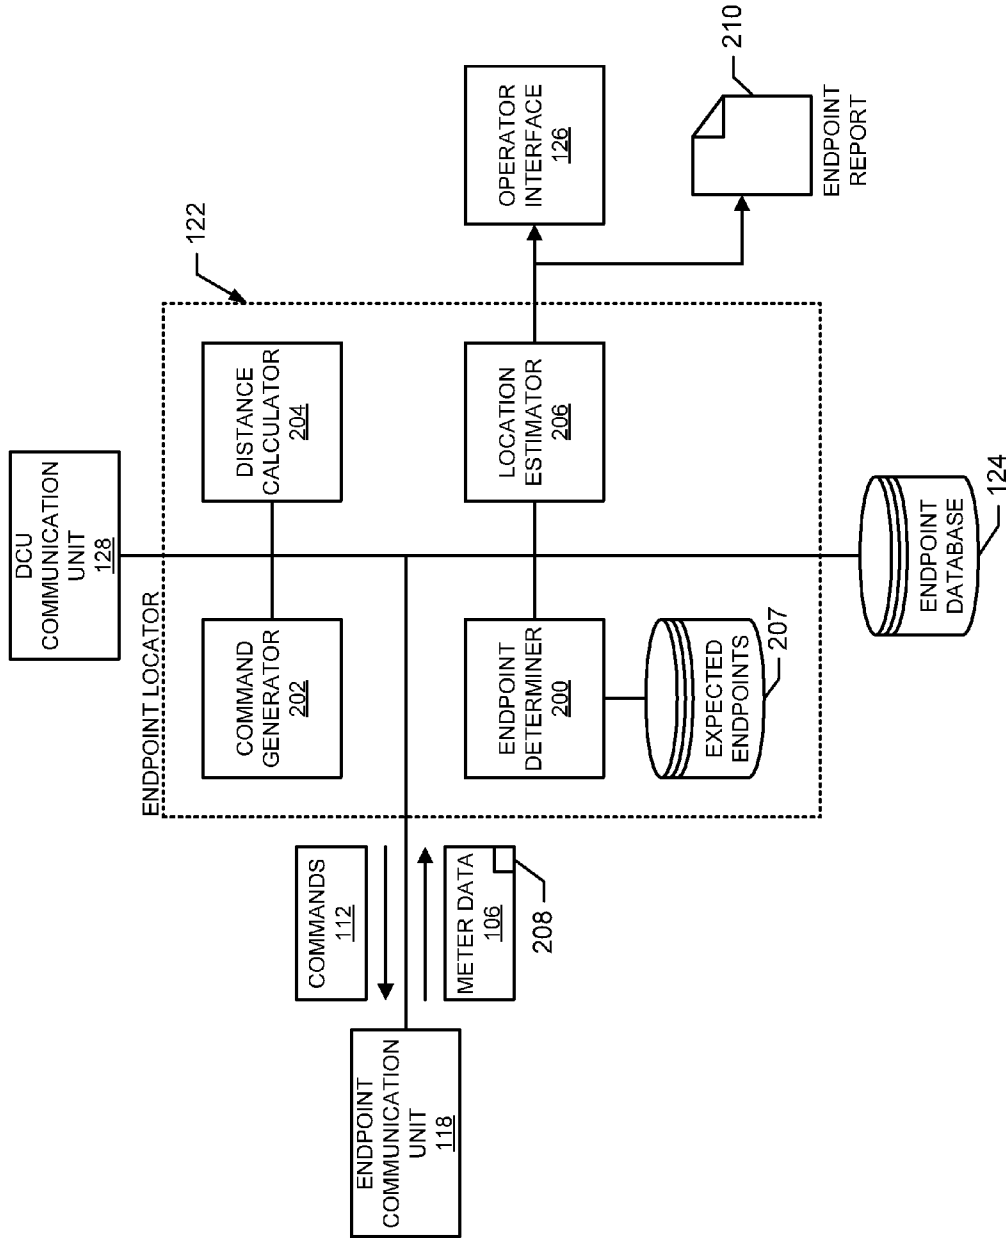 DCU
COMMUNICATION
UNIT
128
ENDPOINT LOCATOR
122
COMMAND
GENERATOR
202
DISTANCE
CALCULATOR
204
ENDPOINT
COMMUNICATION
UNIT
118
COMMANDS
112
METER DATA
106
208
ENDPOINT
DETERMINER
200
LOCATION
ESTIMATOR
206
OPERATOR
INTERFACE
126
EXPECTED
ENDPOINTS
207
210
ENDPOINT
REPORT
ENDPOINT
DATABASE
124